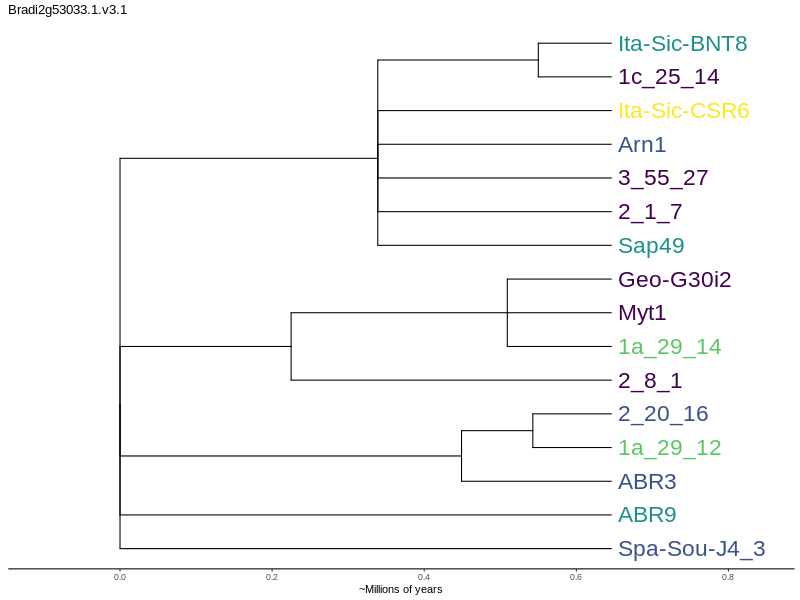 Bradi2g53033.1.v3.1
Ita-Sic-BNT8
1c_25_14
Ita-Sic-CSR6
Arn1
3_55_27
2_1_7
Sap49
Geo-G30i2
Myt1
1a_29_14
2_8_1
2_20_16
1a_29_12
ABR3
ABR9
Spa-Sou-J4_3
0.0 0.2 0.4 0.6 0.8
~Millions of years